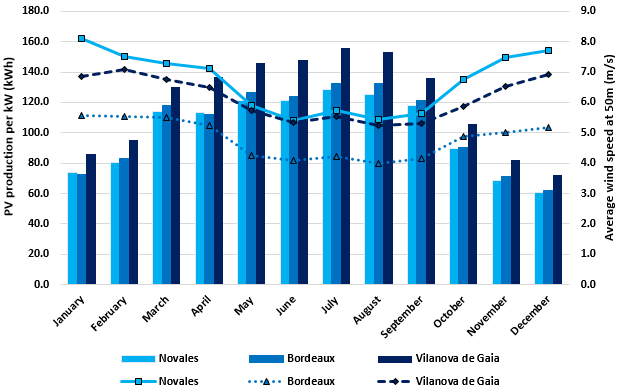 180.0
160.0
140.0
120.0
100.0
80.0
60.0
40.0
20.0
0.0
PV production per kW (kWh)
9.0
8.0
7.0
6.0
5.0
4.0
3.0
2.0
1.0
0.0
Average wind speed at 50m (m/s)
January
February
March
April
May
June
July
August
September
October
November
December
Novales Bordeaux Vilanova de Gaia
Novales Bordeaux Vilanova de Gaia